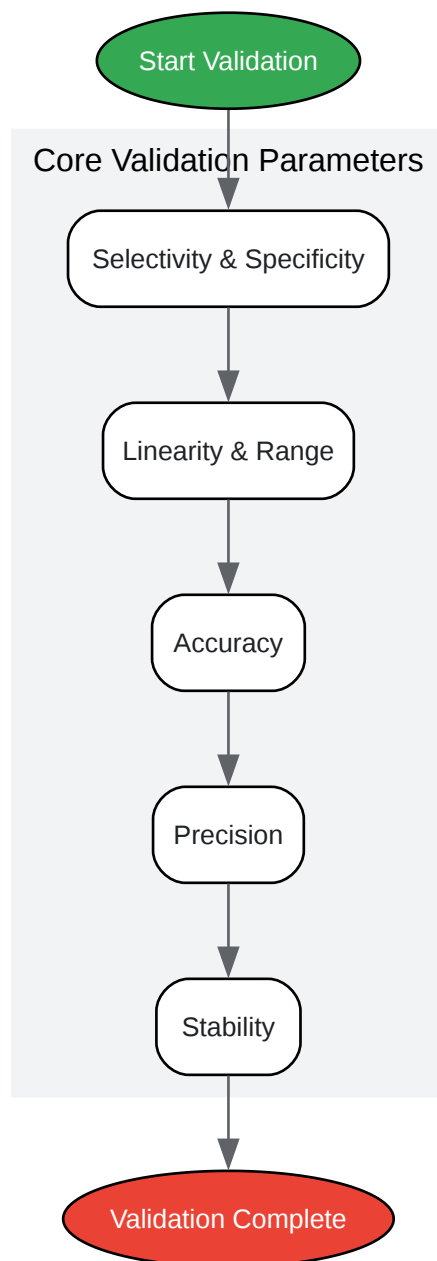 Start Validation
Core Validation Parameters
Selectivity & Specificity
Linearity & Range
Accuracy
Precision
Stability
Validation Complete